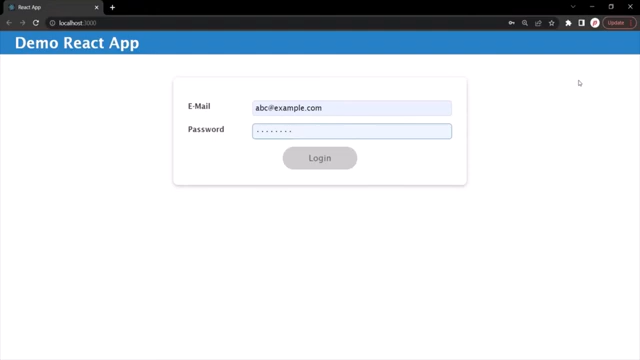 React App
localhost:3000
Update
Demo React App
E-Mail
abc@example.com
Password
Login